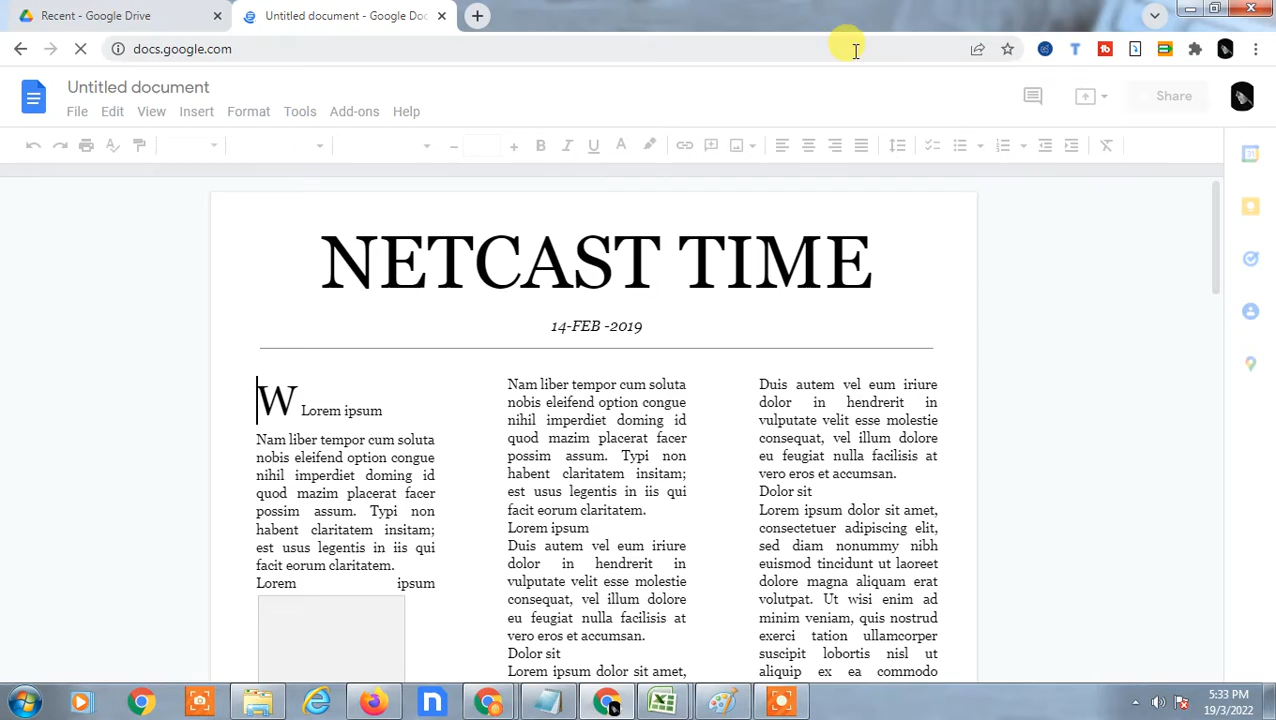 Recent - Google Drive
Untitled document - Google Doc
docs.google.com
Untitled document
File Edit View Insert Format Tools Add-ons Help
Share
NETCAST TIME
14-FEB -2019
W Lorem ipsum
Nam liber tempor cum soluta
nobis eleifend option congue
nihil imperdiet doming id
quod mazim placerat facer
possim assum. Typi non
habent claritatem insitam;
est usus legentis in iis qui
facit eorum claritatem.
Lorem ipsum
Nam liber tempor cum soluta
nobis eleifend option congue
nihil imperdiet doming id
quod mazim placerat facer
possim assum. Typi non
habent claritatem insitam;
est usus legentis in iis qui
facit eorum claritatem.
Lorem ipsum
Duis autem vel eum iriure
dolor in hendrerit in
vulputate velit esse molestie
consequat, vel illum dolore
eu feugiat nulla facilisis at
vero eros et accumsan.
Dolor sit
Lorem ipsum dolor sit amet,
Duis autem vel eum iriure
dolor in hendrerit in
vulputate velit esse molestie
consequat, vel illum dolore
eu feugiat nulla facilisis at
vero eros et accumsan.
Dolor sit
Lorem ipsum dolor sit amet,
consectetuer adipiscing elit,
sed diam nonummy nibh
euismod tincidunt ut laoreet
dolore magna aliquam erat
volutpat. Ut wisi enim ad
minim veniam, quis nostrud
exerci tation ullamcorper
suscipit lobortis nisl ut
aliquip ex ea commodo
5:33 PM
19/3/2022